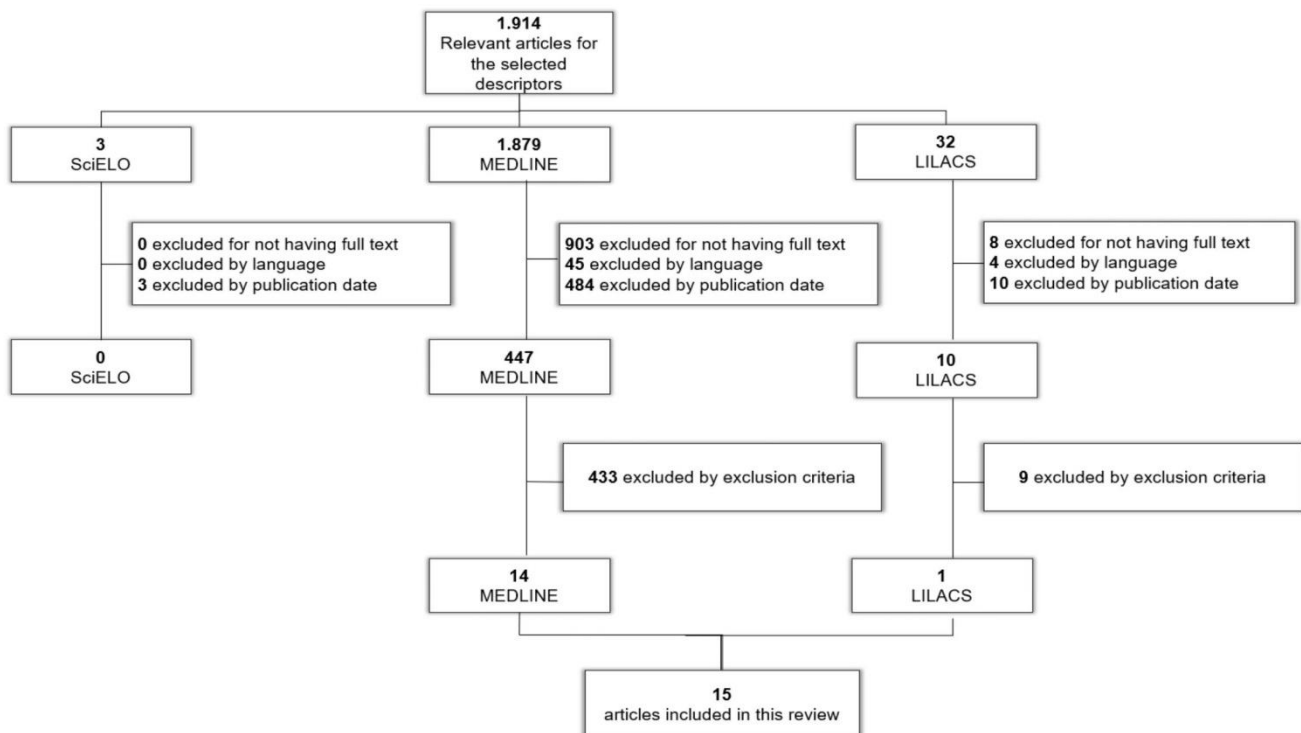 1.914
Relevant articles for
the selected
descriptors
3
SciELO
1.879
MEDLINE
32
LILACS
0 excluded for not having full text
0 excluded by language
3 excluded by publication date
903 excluded for not having full text
45 excluded by language
484 excluded by publication date
8 excluded for not having full text
4 excluded by language
10 excluded by publication date
0
SciELO
447
MEDLINE
10
LILACS
433 excluded by exclusion criteria
9 excluded by exclusion criteria
14
MEDLINE
1
LILACS
15
articles included in this review